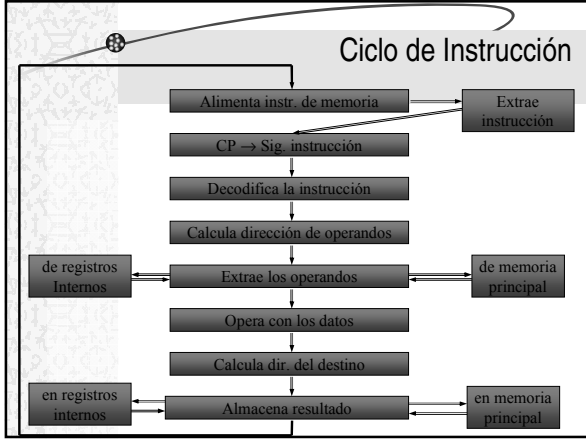 Ciclo de Instrucción
Alimenta instr. de memoria
Extrae
instrucción
CP → Sig. instrucción
Decodifica la instrucción
Calcula dirección de operandos
de registros
Internos
Extrae los operandos
de memoria
principal
Opera con los datos
Calcula dir. del destino
en registros
internos
Almacena resultado
en memoria
principal